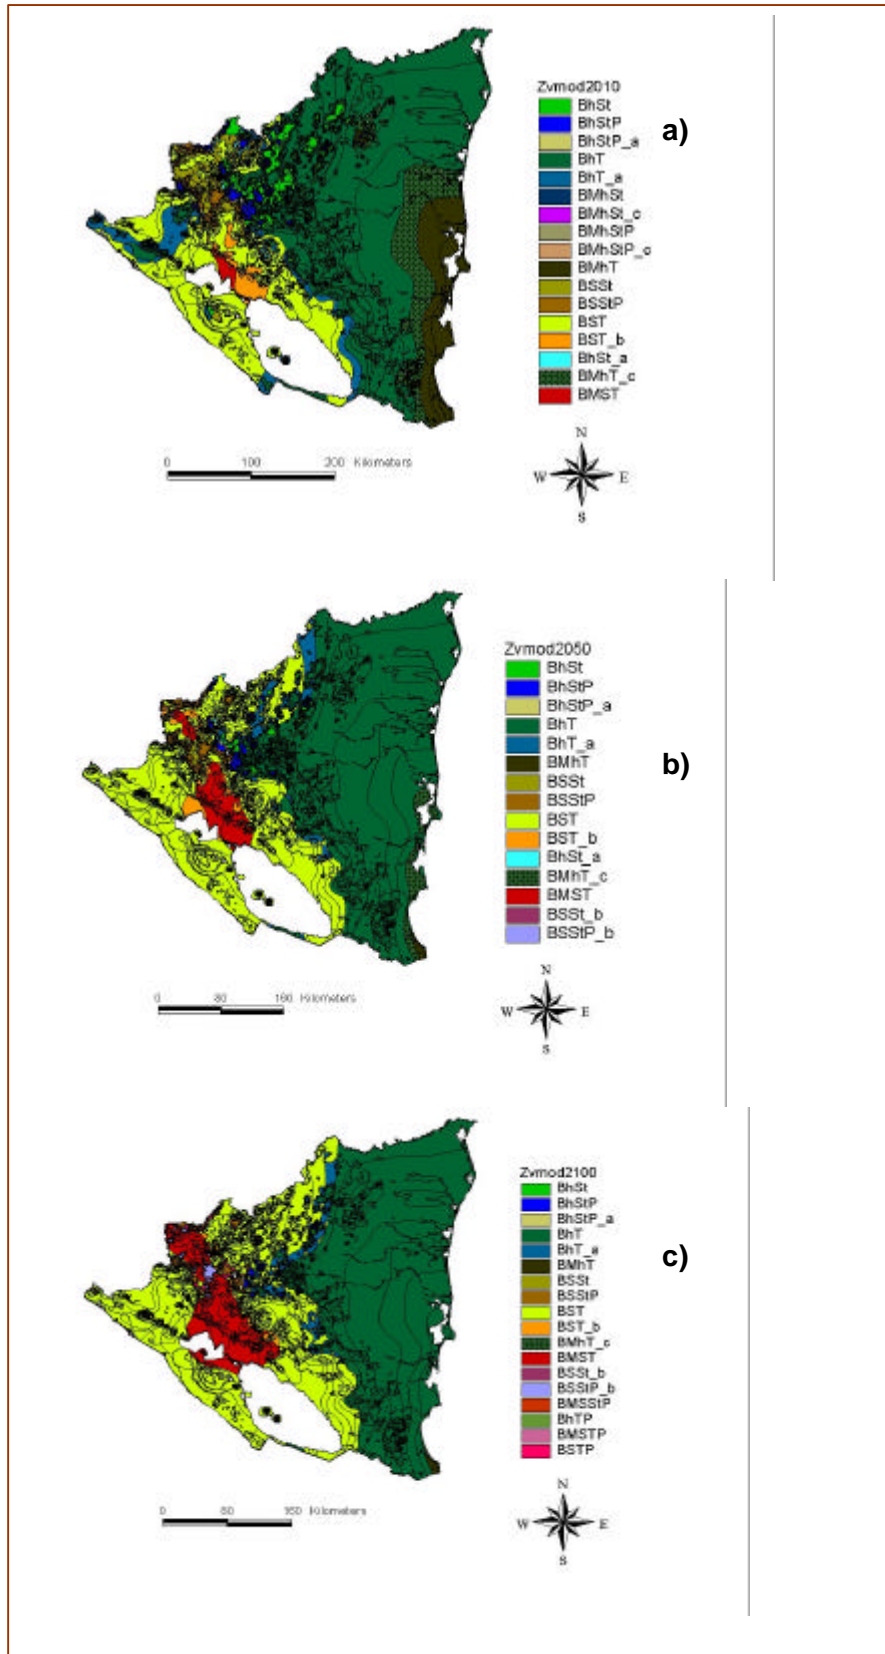 Zvmod2010
BhSt
BhStP
BhStP_a
BhT
BhT_a
BMhSt
BMhSt_c
BMhStP
BMhStP_c
BMhT
BSSt
BSStP
BST
BST_b
BhSt_a
BMhT_c
BMST
a)
N
W E
S
0 100 200 Kilometers
Zvmod2050
BhSt
BhStP
BhStP_a
BhT
BhT_a
BMhT
BSSt
BSStP
BST
BST_b
BhSt_a
BMhT_c
BMST
BSSt_b
BSStP_b
b)
N
W E
S
0 80 160 Kilometers
Zvmod2100
BhSt
BhStP
BhStP_a
BhT
BhT_a
BMhT
BSSt
BSStP
BST
BST_b
BMhT_c
BMST
BSSt_b
BSStP_b
BMSStP
BhTP
BMSTP
BSTP
c)
N
W E
S
0 80 160 Kilometers